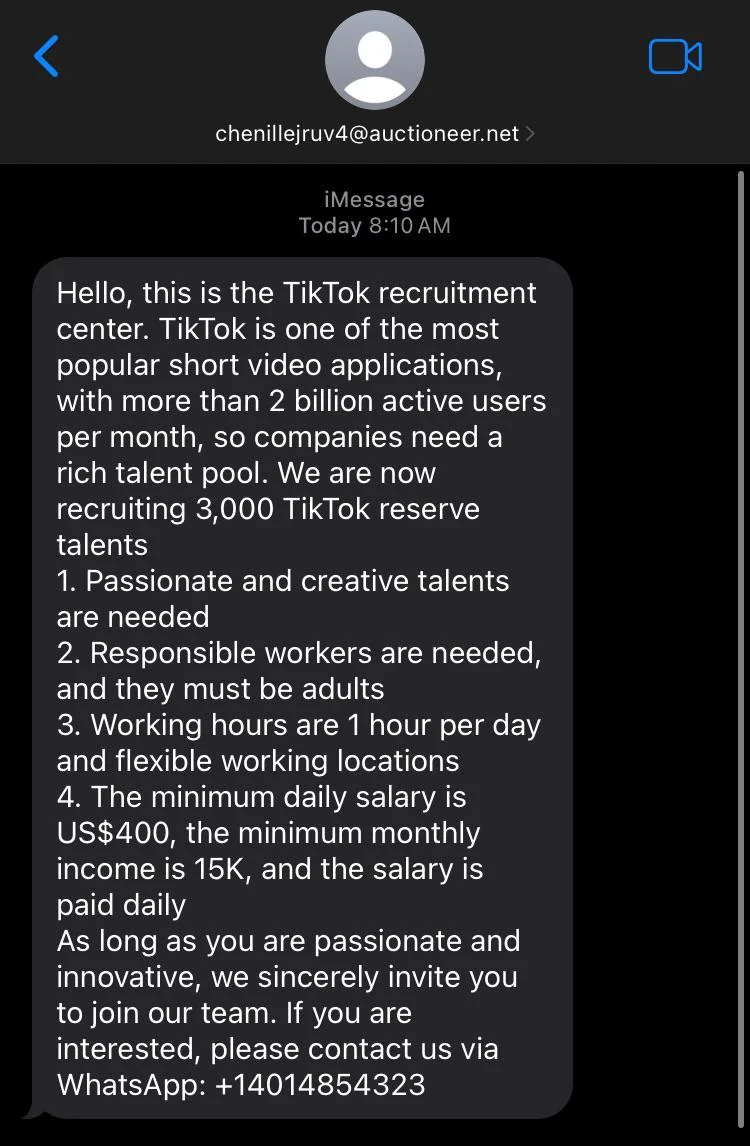 chenillejruv4@auctioneer.net
iMessage
Today 8:10 AM
Hello, this is the TikTok recruitment
center. TikTok is one of the most
popular short video applications,
with more than 2 billion active users
per month, so companies need a
rich talent pool. We are now
recruiting 3,000 TikTok reserve
talents
1. Passionate and creative talents
are needed
2. Responsible workers are needed,
and they must be adults
3. Working hours are 1 hour per day
and flexible working locations
4. The minimum daily salary is
US$400, the minimum monthly
income is 15K, and the salary is
paid daily
As long as you are passionate and
innovative, we sincerely invite you
to join our team. If you are
interested, please contact us via
WhatsApp: +14014854323